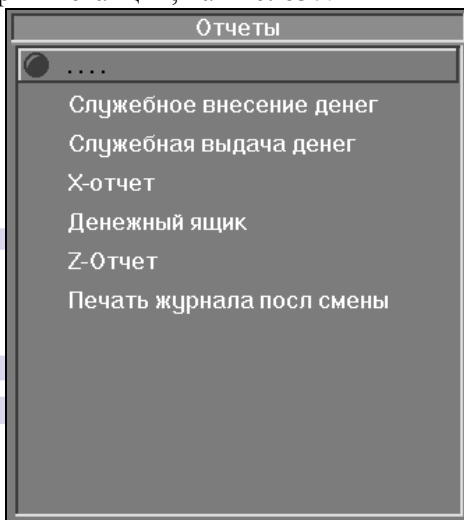 Отчеты
....
Служебное внесение денег
Служебная выдача денег
X-отчет
Денежный ящик
Z-Отчет
Печать журнала посл смены